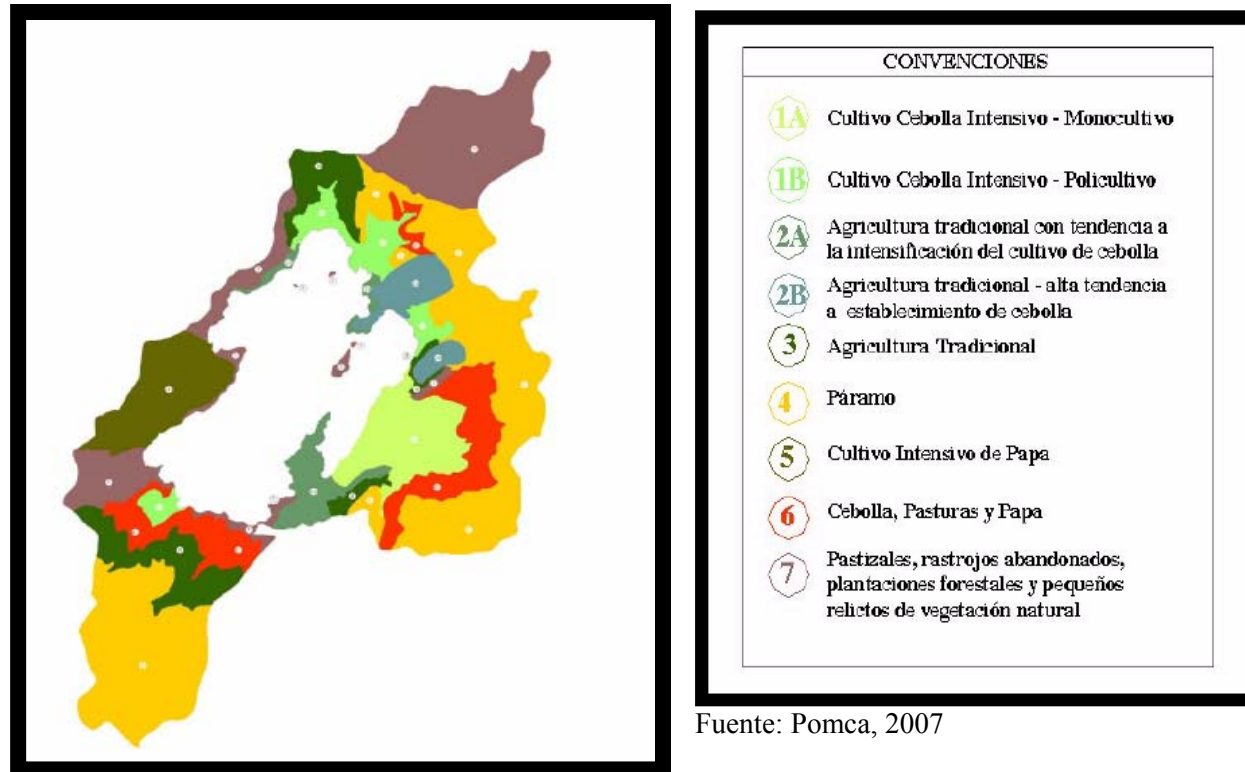 CONVENCIONES
1A Cultivo Cebolla Intensivo - Monocultivo
1B Cultivo Cebolla Intensivo - Policultivo
2A Agricultura tradicional con tendencia a
la intensificación del cultivo de cebolla
2B Agricultura tradicional - alta tendencia
a establecimiento de cebolla
3 Agricultura Tradicional
4 Páramo
5 Cultivo Intensivo de Papa
6 Cebolla, Pasturas y Papa
7 Pastizales, rastrojos abandonados,
plantaciones forestales y pequeños
relictos de vegetación natural
Fuente: Pomca, 2007